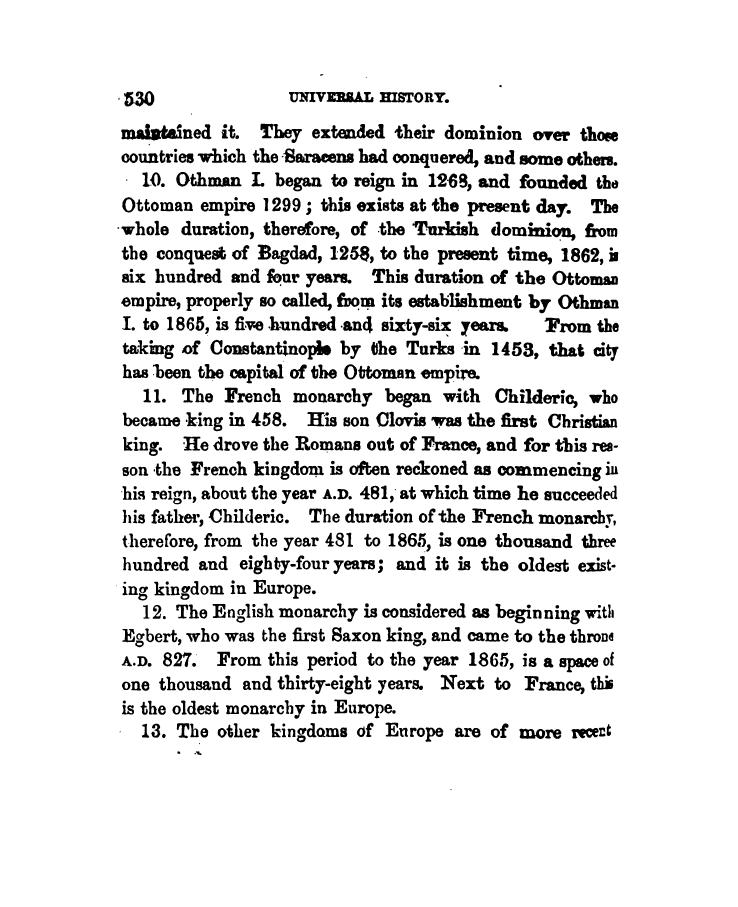 530 UNIVERSAL HISTORY.
maintained it. They extended their dominion over those
countries which the Saracens had conquered, and some others.
10. Othman I. began to reign in 1268, and founded the
Ottoman empire 1299; this exists at the present day. The
whole duration, therefore, of the Turkish dominion, from
the conquest of Bagdad, 1258, to the present time, 1862, is
six hundred and four years. This duration of the Ottoman
empire, properly so called, from its establishment by Othman
I. to 1865, is five hundred and sixty-six years. From the
taking of Constantinople by the Turks in 1453, that city
has been the capital of the Ottoman empire.
11. The French monarchy began with Childeric, who
became king in 458. His son Clovis was the first Christian
king. He drove the Romans out of France, and for this rea-
son the French kingdom is often reckoned as commencing in
his reign, about the year A.D. 481, at which time he succeeded
his father, Childeric. The duration of the French monarchy,
therefore, from the year 481 to 1865, is one thousand three
hundred and eighty-four years; and it is the oldest exist-
ing kingdom in Europe.
12. The English monarchy is considered as beginning with
Egbert, who was the first Saxon king, and came to the throne
A.D. 827. From this period to the year 1865, is a space of
one thousand and thirty-eight years. Next to France, this
is the oldest monarchy in Europe.
13. The other kingdoms of Europe are of more recent